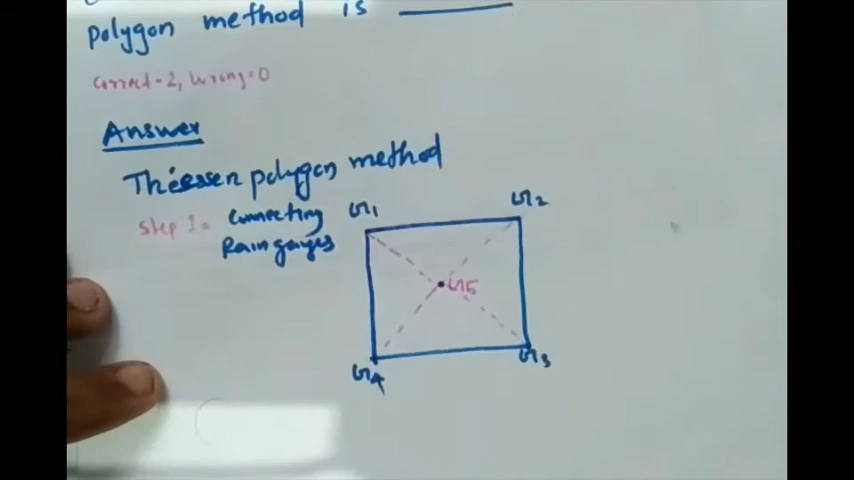 polygon method is
correct = 2, wrong = 0
Answer
Thiessen polygon method
Step 1 = Connecting
Raingauges
G1
G2
G5
G4
G3